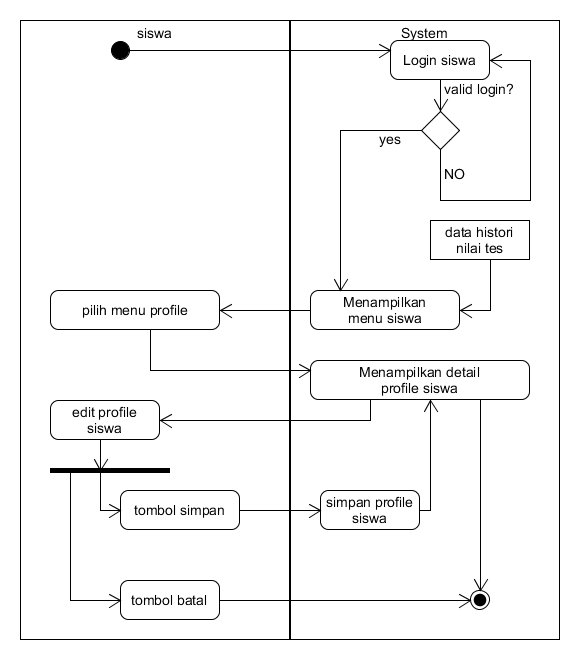 siswa
System
Login siswa
valid login?
yes
NO
data histori
nilai tes
pilih menu profile
Menampilkan
menu siswa
Menampilkan detail
profile siswa
edit profile
siswa
tombol simpan
simpan profile
siswa
tombol batal